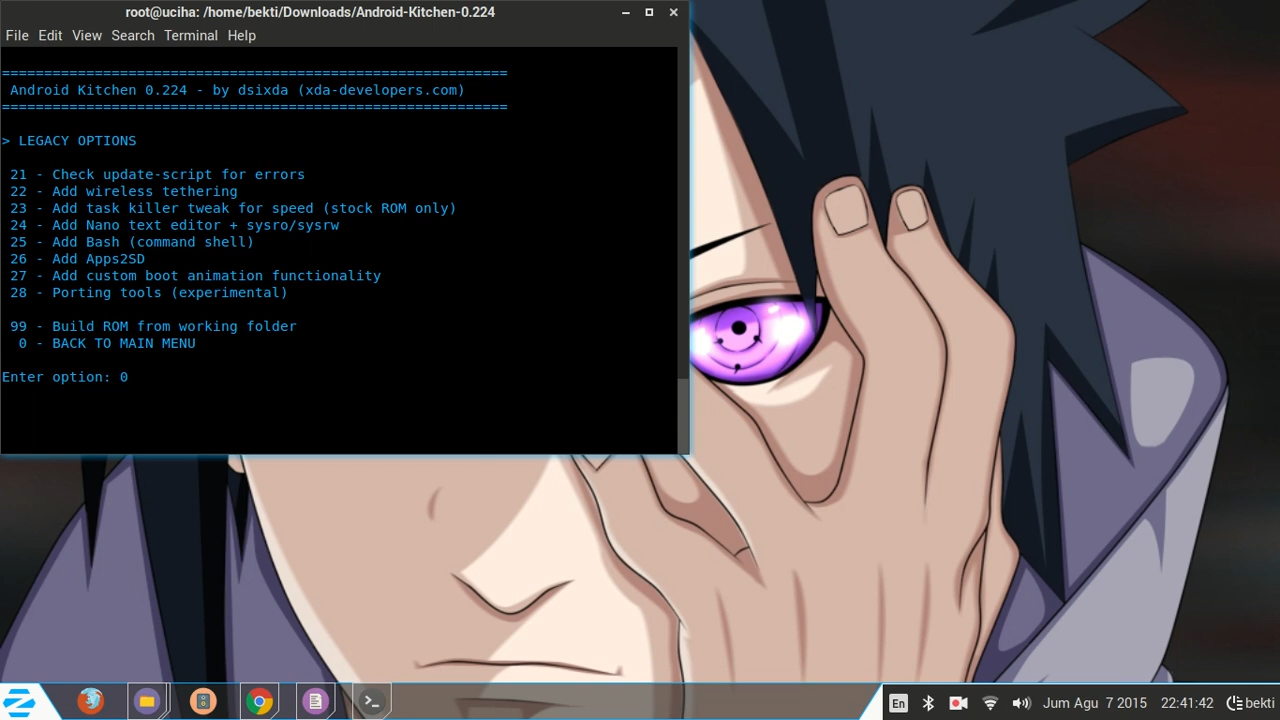 root@uciha: /home/bekti/Downloads/Android-Kitchen-0.224
File Edit View Search Terminal Help
============================================================
Android Kitchen 0.224 - by dsixda (xda-developers.com)
============================================================
> LEGACY OPTIONS
21 - Check update-script for errors
22 - Add wireless tethering
23 - Add task killer tweak for speed (stock ROM only)
24 - Add Nano text editor + sysro/sysrw
25 - Add Bash (command shell)
26 - Add Apps2SD
27 - Add custom boot animation functionality
28 - Porting tools (experimental)
99 - Build ROM from working folder
0 - BACK TO MAIN MENU
Enter option: 0
En Jum Agu 7 2015 22:41:42 bekti